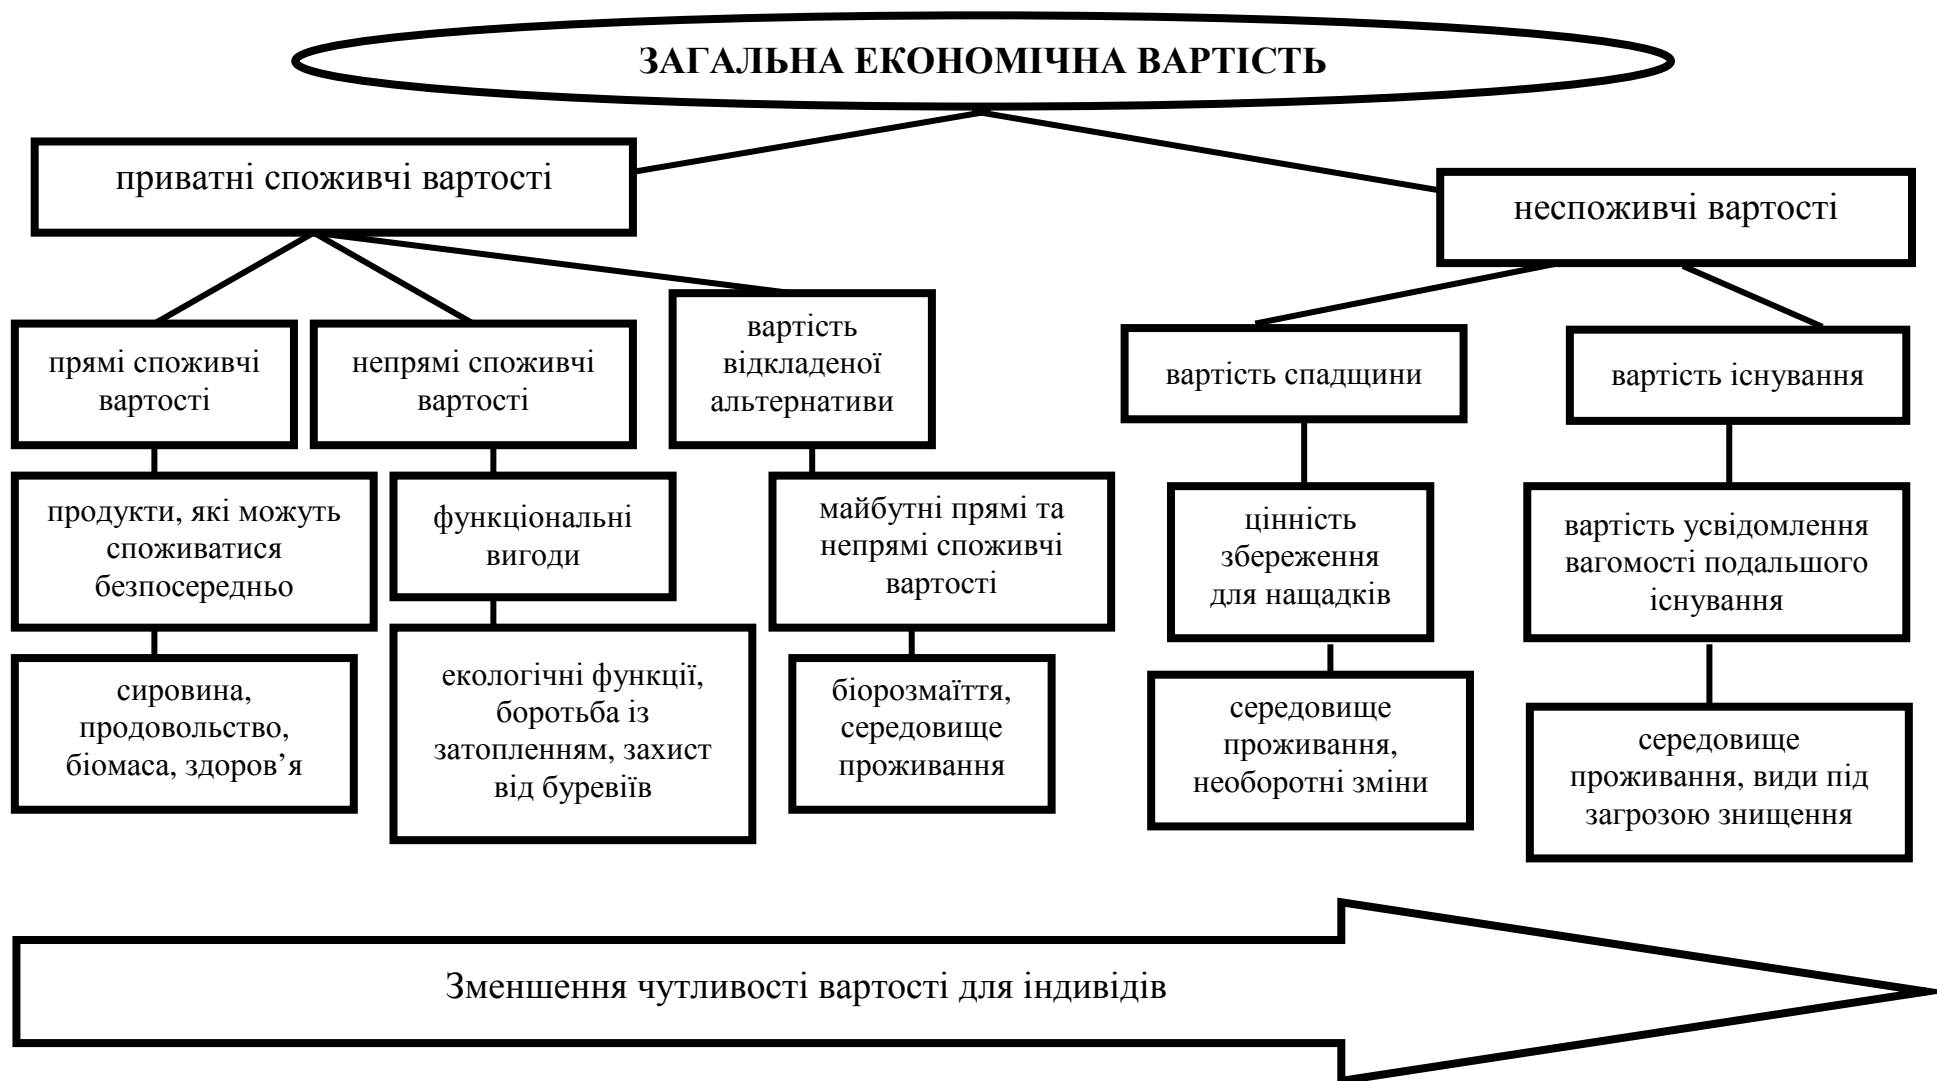 ЗАГАЛЬНА ЕКОНОМІЧНА ВАРТІСТЬ
приватні споживчі вартості
неспоживчі вартості
прямі споживчі
вартості
непрямі споживчі
вартості
вартість
відкладеної
альтернативи
вартість спадщини
вартість існування
продукти, які можуть
споживатися
безпосередньо
функціональні
вигоди
майбутні прямі та
непрямі споживчі
вартості
цінність
збереження
для нащадків
вартість усвідомлення
вагомості подальшого
існування
сировина,
продовольство,
біомаса, здоров’я
екологічні функції,
боротьба із
затопленням, захист
від буревіїв
біорозмаїття,
середовище
проживання
середовище
проживання,
необоротні зміни
середовище
проживання, види під
загрозою знищення
Зменшення чутливості вартості для індивідів